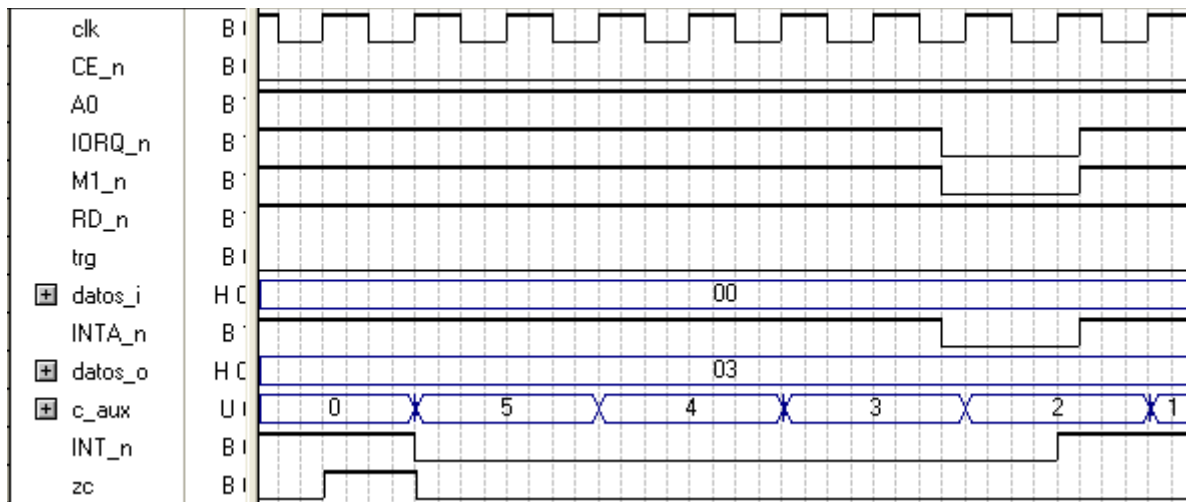 clk B
CE_n B
A0 B
IORQ_n B
M1_n B
RD_n B
trg B
datos_i H 00
INTA_n B
datos_o H 03
c_aux U 0 5 4 3 2 1
INT_n B
zc B